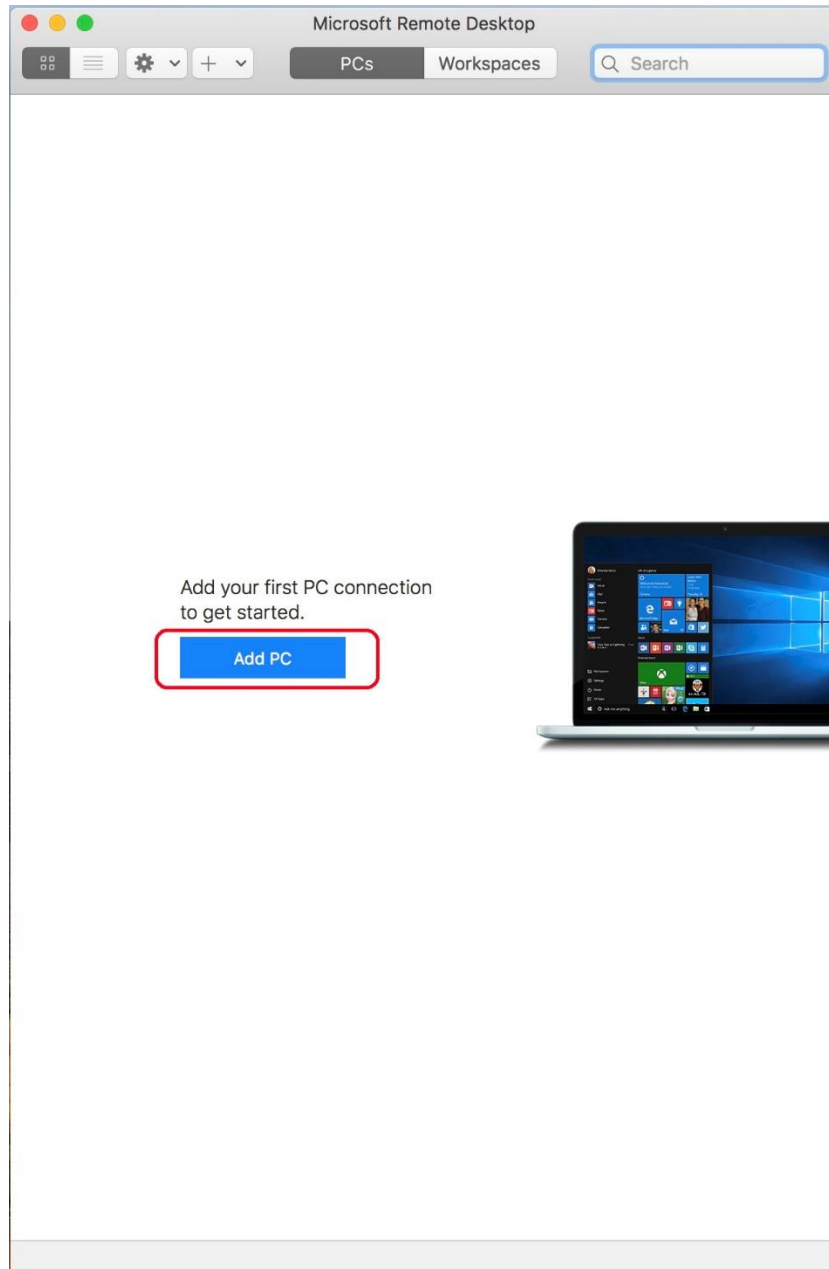 Microsoft Remote Desktop
PCs
Workspaces
Search
Add your first PC connection
to get started.
Add PC